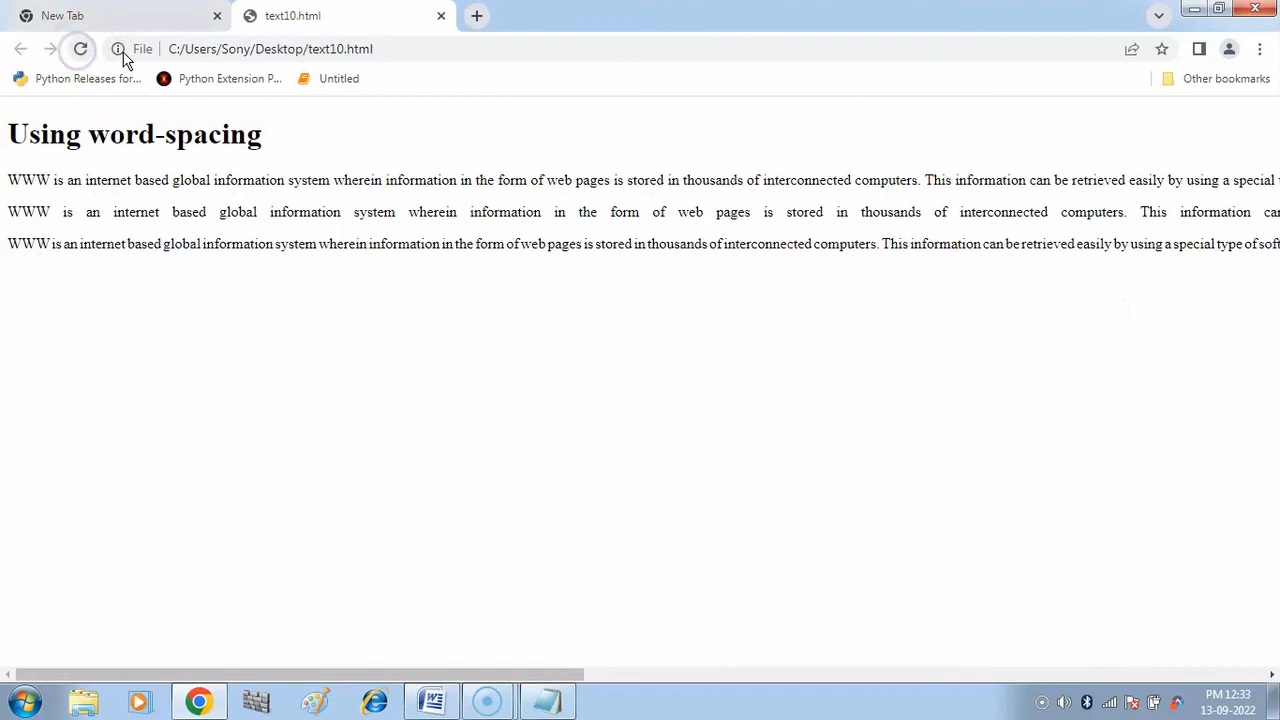 New Tab
text10.html
File
C:/Users/Sony/Desktop/text10.html
Python Releases for...
Python Extension P...
Untitled
Other bookmarks
Using word-spacing
WWW is an internet based global information system wherein information in the form of web pages is stored in thousands of interconnected computers. This information can be retrieved easily by using a special
WWW is an internet based global information system wherein information in the form of web pages is stored in thousands of interconnected computers. This information
WWW is an internet based global information system wherein information in the form of web pages is stored in thousands of interconnected computers. This information can be retrieved easily by using a special type of
PM 12:33
13-09-2022